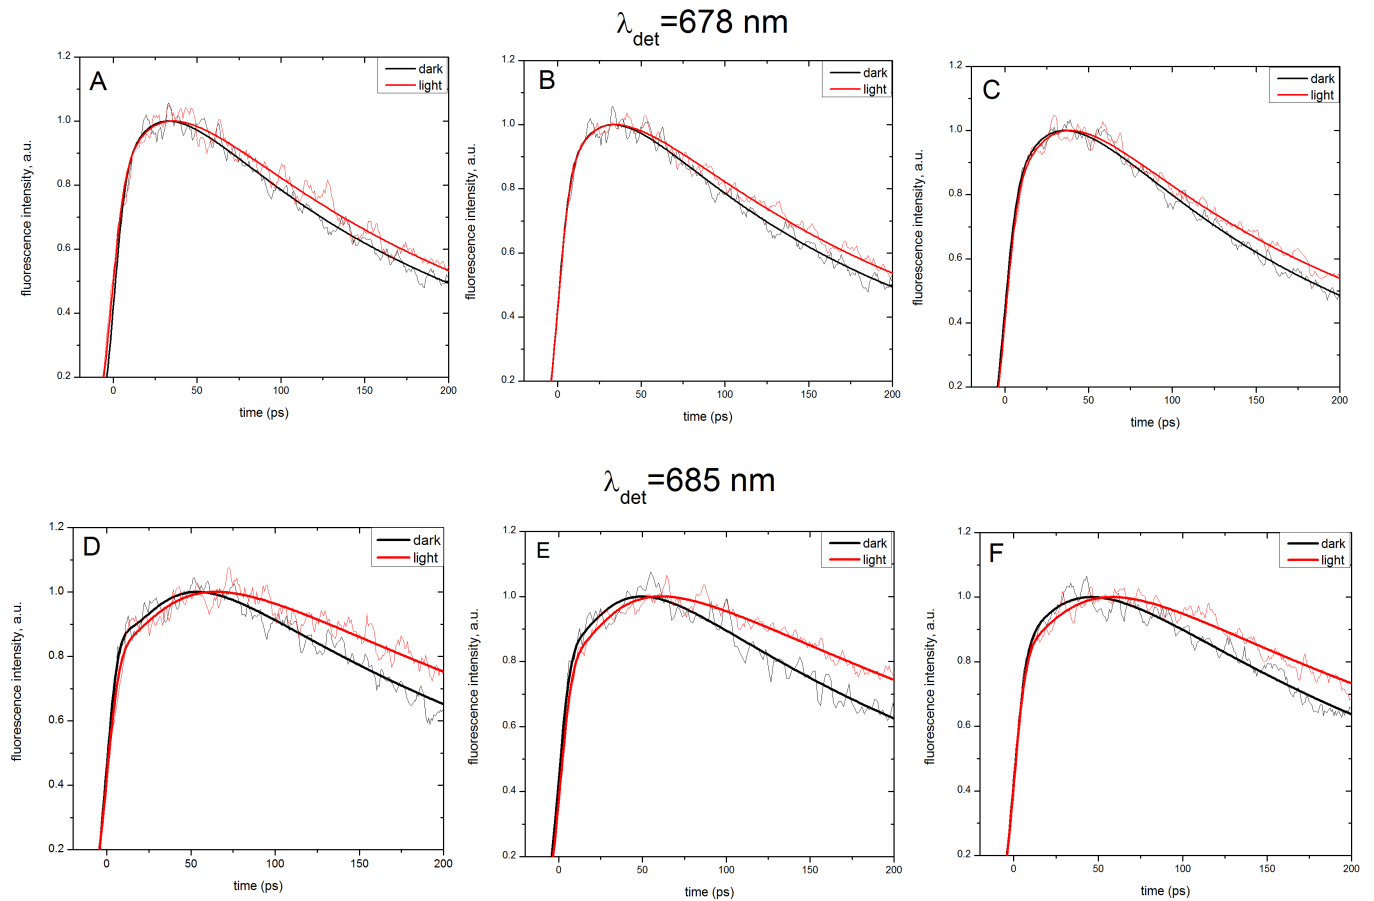 λdet=678 nm
A
dark
light
1.2
1.0
0.8
0.6
0.4
0.2
0
50
100
150
200
fluorescence intensity, a.u.
time (ps)
B
dark
light
1.2
1.0
0.8
0.6
0.4
0.2
0
50
100
150
200
fluorescence intensity, a.u.
time (ps)
C
dark
light
1.2
1.0
0.8
0.6
0.4
0.2
0
50
100
150
200
fluorescence intensity, a.u.
time (ps)
λdet=685 nm
D
dark
light
1.2
1.0
0.8
0.6
0.4
0.2
0
50
100
150
200
fluorescence intensity, a.u.
time (ps)
E
dark
light
1.2
1.0
0.8
0.6
0.4
0.2
0
50
100
150
200
fluorescence intensity, a.u.
time (ps)
F
dark
light
1.2
1.0
0.8
0.6
0.4
0.2
0
50
100
150
200
fluorescence intensity, a.u.
time (ps)